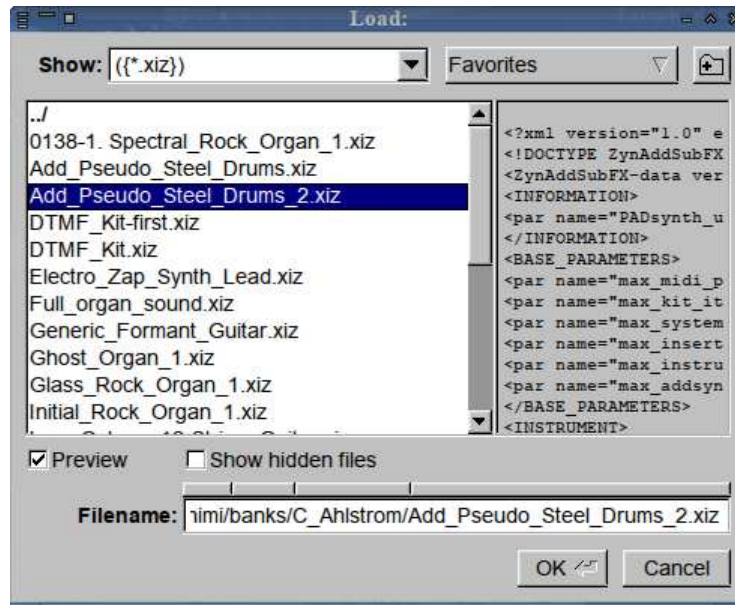 Load:
Show: ({*.xiz}) Favorites
../
0138-1. Spectral_Rock_Organ_1.xiz
Add_Pseudo_Steel_Drums.xiz
Add_Pseudo_Steel_Drums_2.xiz
DTMF_Kit-first.xiz
DTMF_Kit.xiz
Electro_Zap_Synth_Lead.xiz
Full_organ_sound.xiz
Generic_Formant_Guitar.xiz
Ghost_Organ_1.xiz
Glass_Rock_Organ_1.xiz
Initial_Rock_Organ_1.xiz
<?xml version="1.0" e
<!DOCTYPE ZynAddSubFX
<ZynAddSubFX-data ver
<INFORMATION>
<par name="PADsynth_u
</INFORMATION>
<BASE_PARAMETERS>
<par name="max_midi_p
<par name="max_kit_it
<par name="max_system
<par name="max_insert
<par name="max_instru
<par name="max_addsyn
</BASE_PARAMETERS>
<INSTRUMENT>
Preview Show hidden files
Filename: nimi/banks/C_Ahlstrom/Add_Pseudo_Steel_Drums_2.xiz
OK Cancel